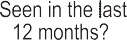 Seen in the last
12 months?